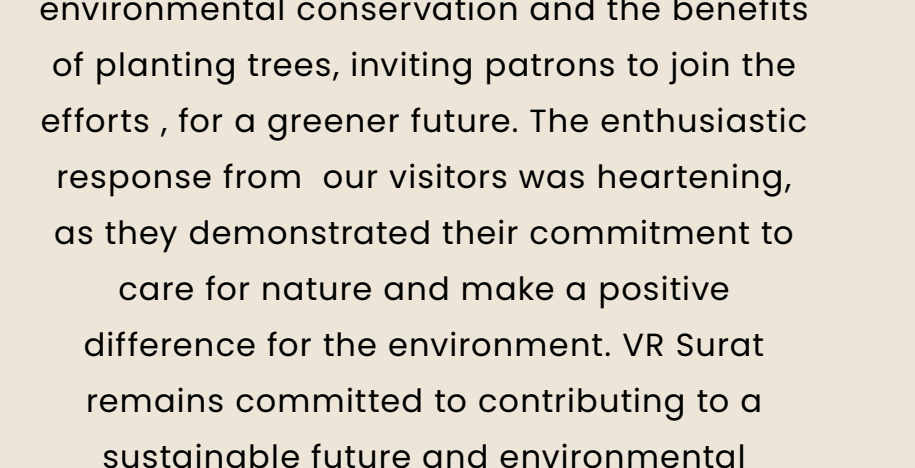 environmental conservation and the benefits
of planting trees, inviting patrons to join the
efforts , for a greener future. The enthusiastic
response from  our visitors was heartening,
as they demonstrated their commitment to
care for nature and make a positive
difference for the environment. VR Surat
remains committed to contributing to a
sustainable future and environmental